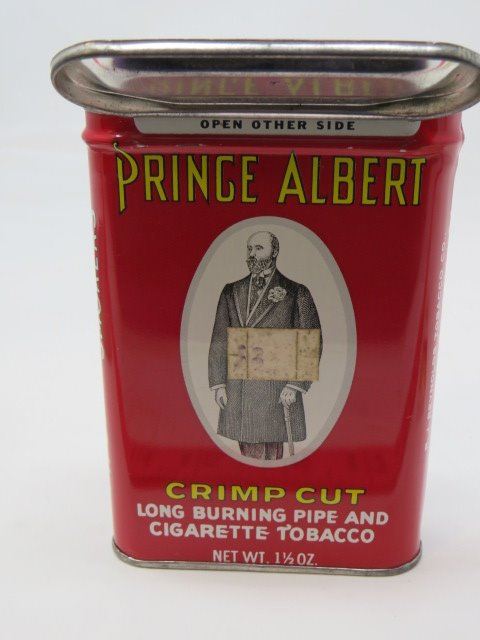 OPEN OTHER SIDE
PRINCE ALBERT
CRIMP CUT
LONG BURNING PIPE AND
CIGARETTE TOBACCO
NET WT. 1½ OZ.